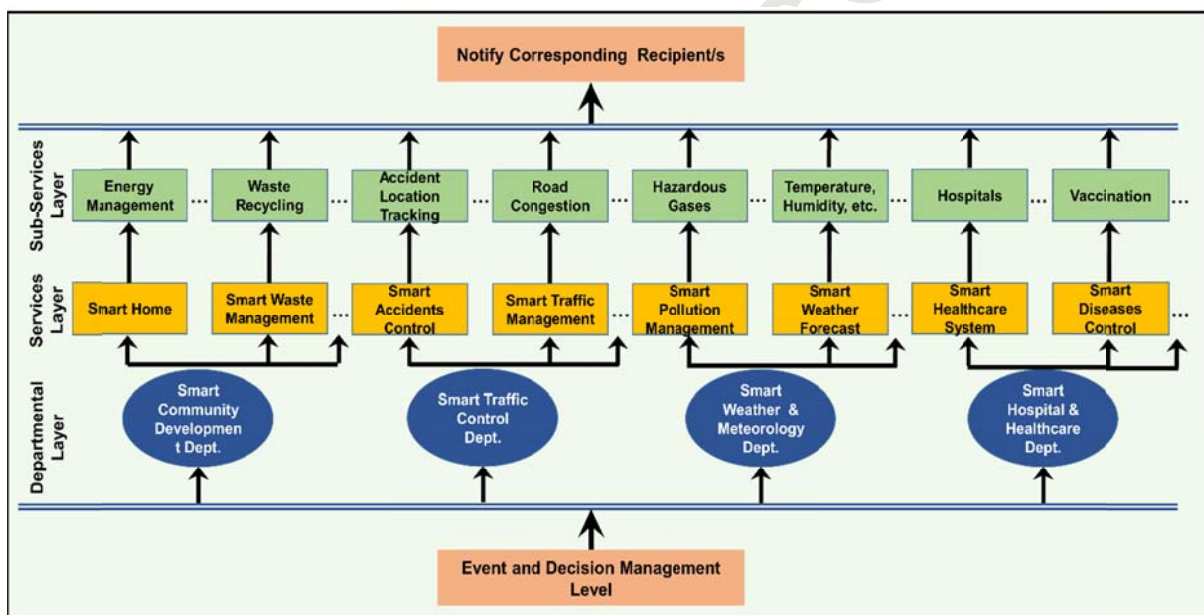 Notify Corresponding Recipient/s
Sub-Services
Layer
Energy
Management
...
Waste
Recycling
...
Accident
Location
Tracking
...
Road
Congestion
...
Hazardous
Gases
...
Temperature,
Humidity, etc.
...
Hospitals
...
Vaccination
...
Services
Layer
Smart Home
...
Smart Waste
Management
...
Smart
Accidents
Control
...
Smart Traffic
Management
...
Smart
Pollution
Management
...
Smart
Weather
Forecast
...
Smart
Healthcare
System
...
Smart
Diseases
Control
...
Departmental
Layer
Smart
Community
Developmen
t Dept.
Smart Traffic
Control
Dept.
Smart
Weather &
Meteorology
Dept.
Smart
Hospital &
Healthcare
Dept.
Event and Decision Management
Level